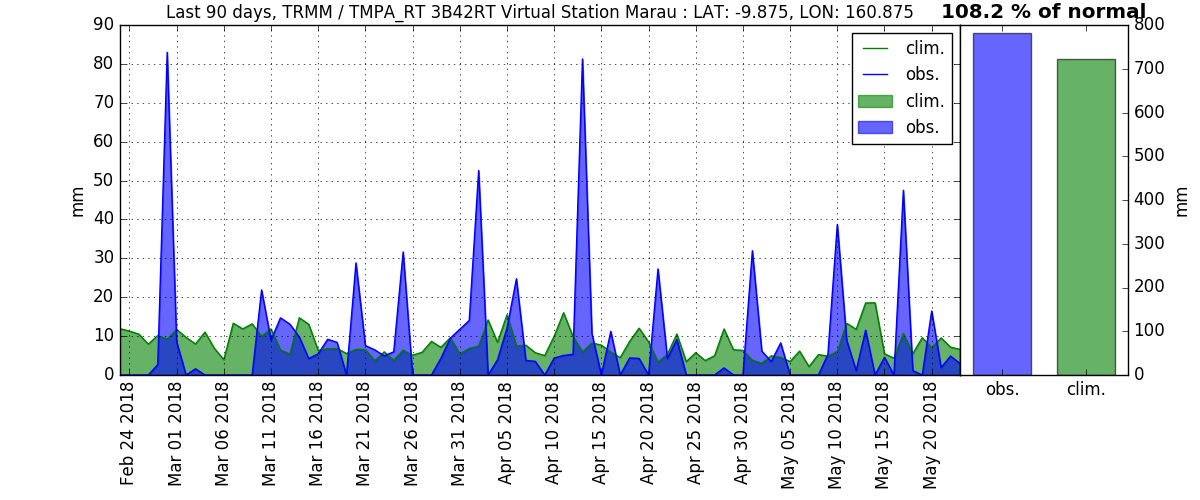 Last 90 days, TRMM / TMPA_RT 3B42RT Virtual Station Marau : LAT: -9.875, LON: 160.875
108.2 % of normal
90
80
70
60
50
40
30
20
10
0
mm
clim.
obs.
clim.
obs.
800
700
600
500
400
300
200
100
0
mm
Feb 24 2018
Mar 01 2018
Mar 06 2018
Mar 11 2018
Mar 16 2018
Mar 21 2018
Mar 26 2018
Mar 31 2018
Apr 05 2018
Apr 10 2018
Apr 15 2018
Apr 20 2018
Apr 25 2018
Apr 30 2018
May 05 2018
May 10 2018
May 15 2018
May 20 2018
obs.
clim.